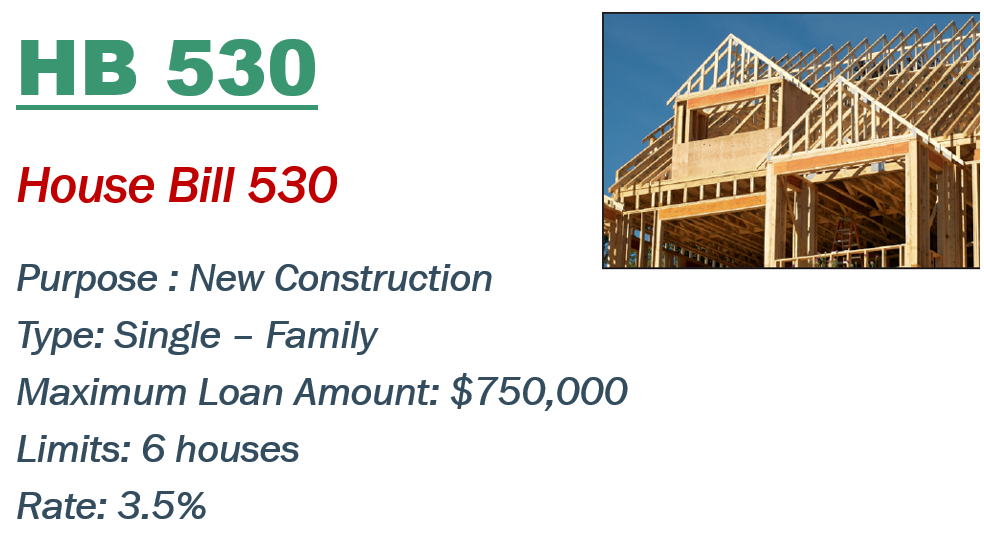 HB 530
House Bill 530
Purpose : New Construction
Type: Single – Family
Maximum Loan Amount: $750,000
Limits: 6 houses
Rate: 3.5%